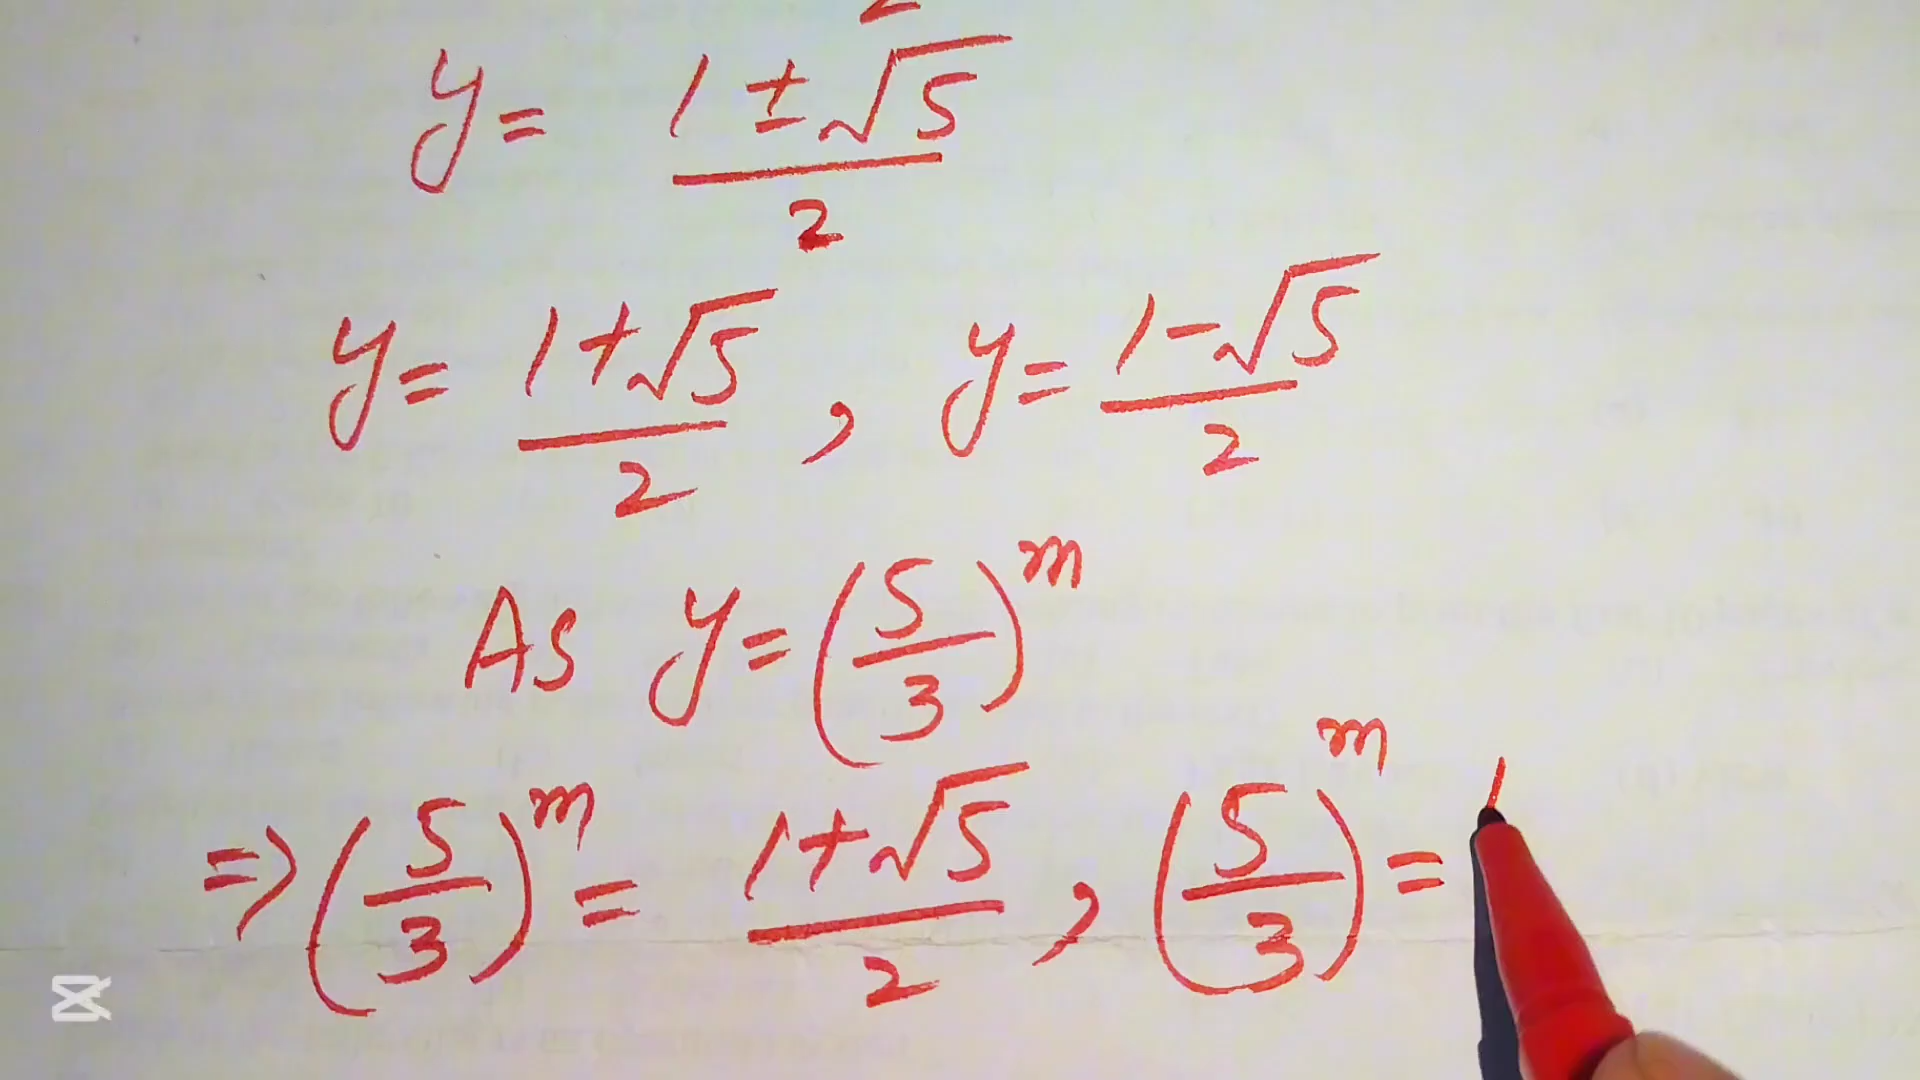 y = (1 ± √5)/2
y = (1 + √5)/2 , y = (1 - √5)/2
As y = (5/3)^m
=> (5/3)^m = (1 + √5)/2 , (5/3)^m = 1